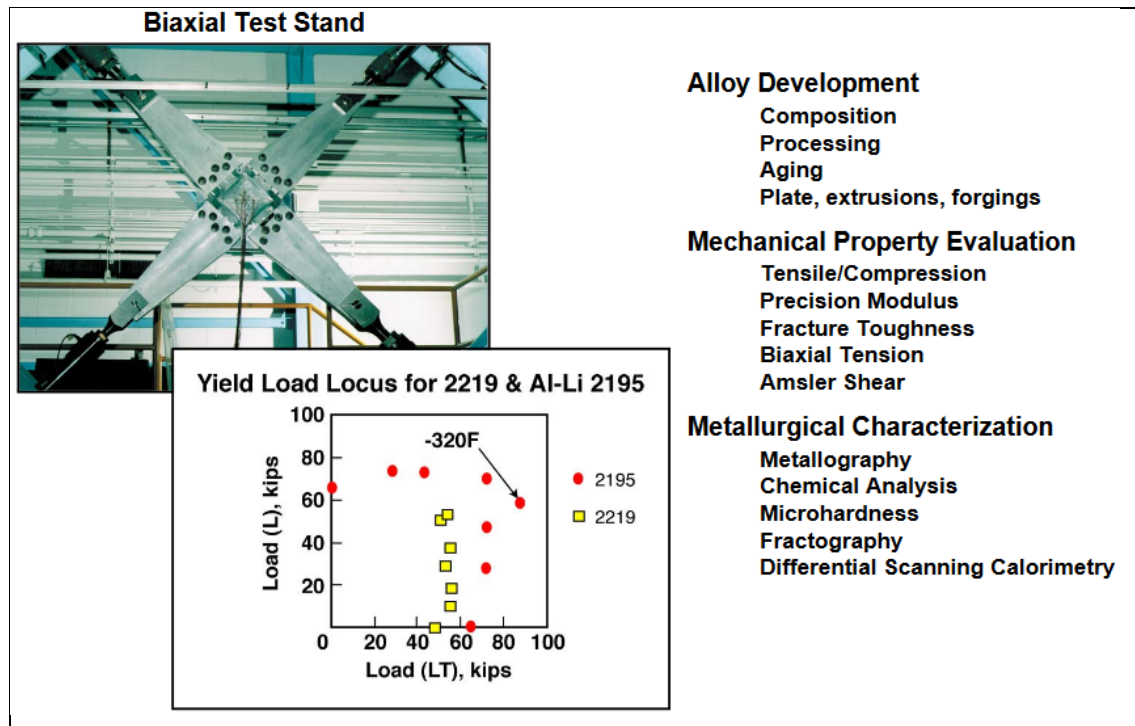 Biaxial Test Stand
Yield Load Locus for 2219 & Al-Li 2195
100
80
60
40
20
0
20
40
60
80
100
Load (L), kips
Load (LT), kips
-320F
2195
2219
Alloy Development
Composition
Processing
Aging
Plate, extrusions, forgings
Mechanical Property Evaluation
Tensile/Compression
Precision Modulus
Fracture Toughness
Biaxial Tension
Amsler Shear
Metallurgical Characterization
Metallography
Chemical Analysis
Microhardness
Fractography
Differential Scanning Calorimetry